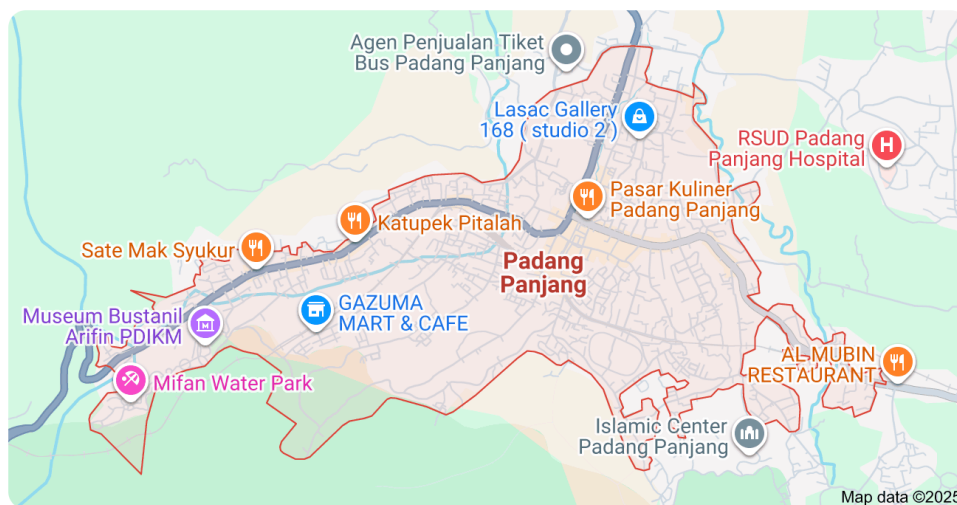 Agen Penjualan Tiket
Bus Padang Panjang
Lasac Gallery
168 ( studio 2 )
RSUD Padang
Panjang Hospital
Pasar Kuliner
Padang Panjang
Katupek Pitalah
Sate Mak Syukur
Padang
Panjang
Museum Bustanil
Arifin PDIKM
GAZUMA
MART & CAFE
AL MUBIN
RESTAURANT
Mifan Water Park
Islamic Center
Padang Panjang
Map data ©2025